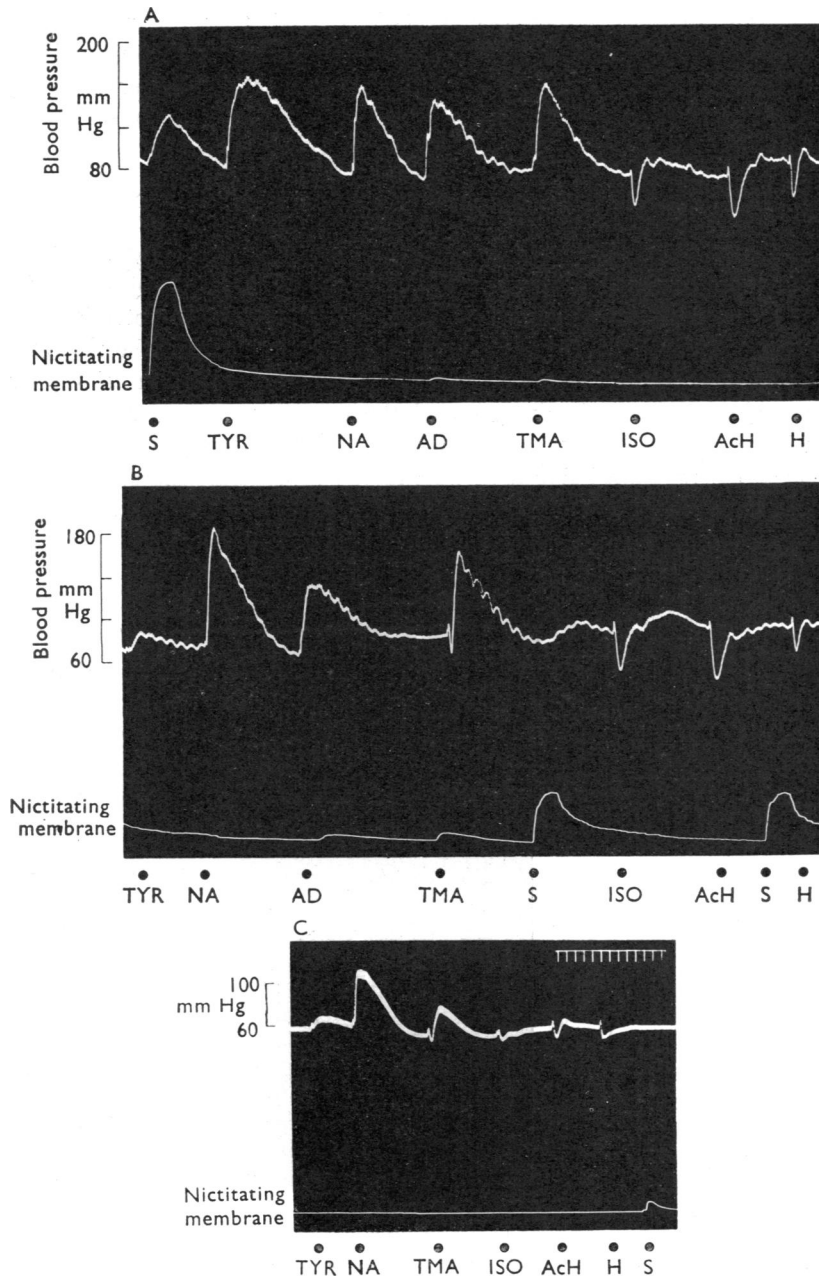 A
200
Blood pressure
mm
Hg
80
Nictitating
membrane
S TYR NA AD TMA ISO AcH H
B
180
Blood pressure
mm
Hg
60
Nictitating
membrane
TYR NA AD TMA S ISO AcH S H
C
100
mm Hg
60
Nictitating
membrane
TYR NA TMA ISO AcH H S